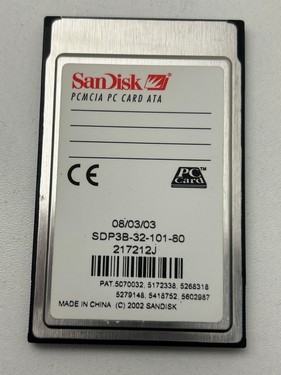 SanDisk
PCMCIA PC CARD ATA
CE
PC Card TM
08/03/03
SDP3B-32-101-80
217212J
PAT.5070032, 5172338, 5268318
5279148, 5418752, 5602987
MADE IN CHINA (C) 2002 SANDISK